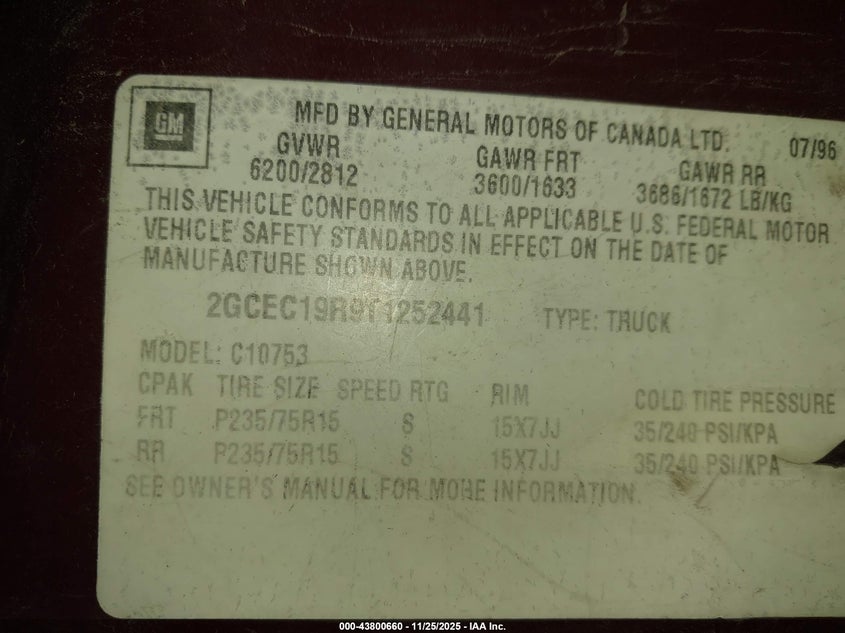 GM
MFD BY GENERAL MOTORS OF CANADA LTD. 07/96
GVWR GAWR FRT GAWR RR
6200/2812 3600/1633 3686/1672 LB/KG
THIS VEHICLE CONFORMS TO ALL APPLICABLE U.S. FEDERAL MOTOR
VEHICLE SAFETY STANDARDS IN EFFECT ON THE DATE OF
MANUFACTURE SHOWN ABOVE.
2GCEC19R9T1252441 TYPE: TRUCK
MODEL: C10753
CPAK TIRE SIZE SPEED RTG RIM COLD TIRE PRESSURE
FRT P235/75R15 S 15X7JJ 35/240 PSI/KPA
RR P235/75R15 S 15X7JJ 35/240 PSI/KPA
SEE OWNER'S MANUAL FOR MORE INFORMATION.
000-43800660 - 11/25/2025 - IAA Inc.